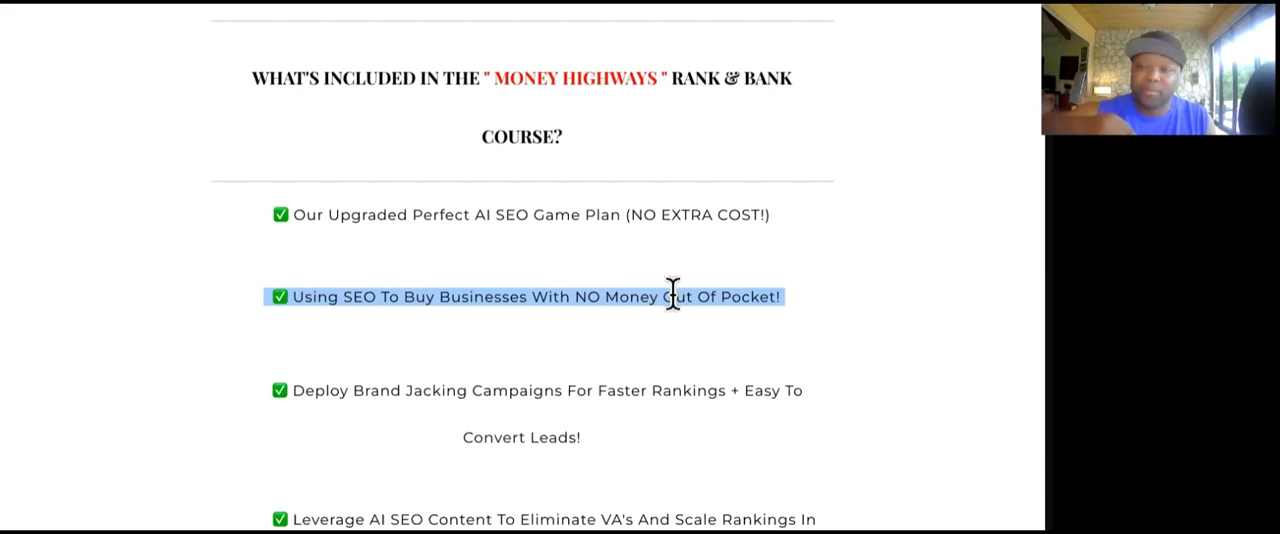 WHAT'S INCLUDED IN THE " MONEY HIGHWAYS " RANK & BANK
COURSE?
✅ Our Upgraded Perfect AI SEO Game Plan (NO EXTRA COST!)
✅ Using SEO To Buy Businesses With NO Money Out Of Pocket!
✅ Deploy Brand Jacking Campaigns For Faster Rankings + Easy To
Convert Leads!
✅ Leverage AI SEO Content To Eliminate VA's And Scale Rankings In